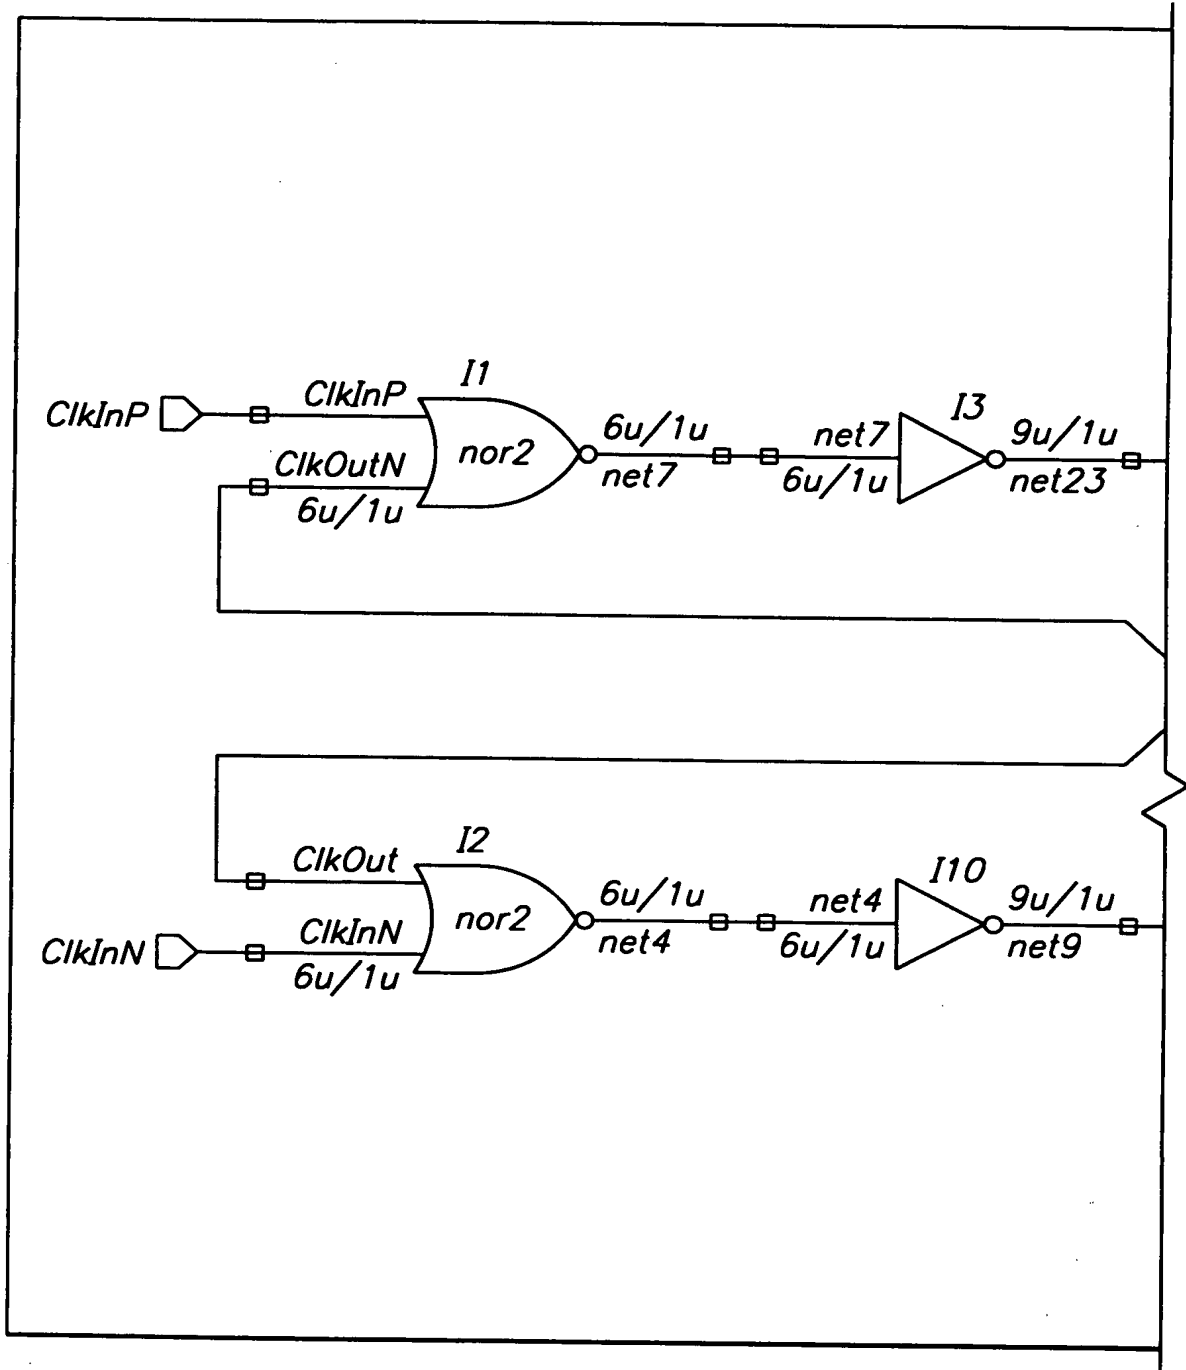 I1
ClkInP
ClkInP
nor2
6u/1u
net7
ClkOutN
6u/1u
I3
net7
6u/1u
9u/1u
net23
I2
ClkOut
nor2
6u/1u
net4
ClkInN
ClkInN
6u/1u
I10
net4
6u/1u
9u/1u
net9